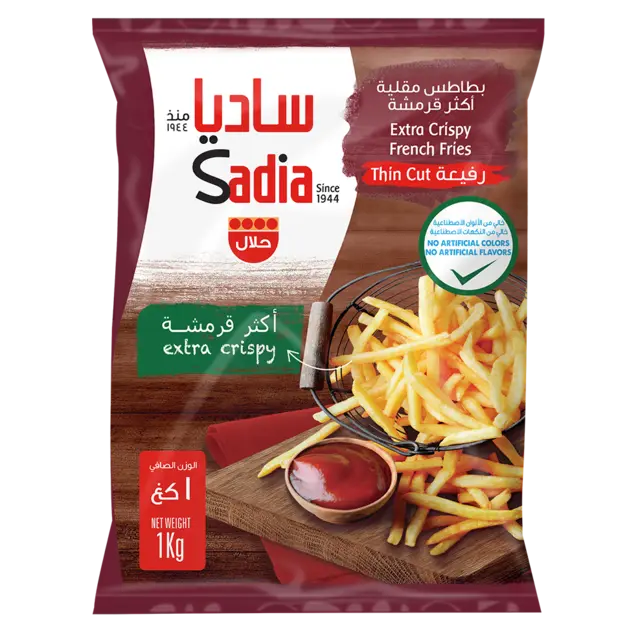 ساديا
منذ
١٩٤٤
Sadia
Since
1944
حلال
بطاطس مقلية
أكثر قرمشة
Extra Crispy
French Fries
Thin Cut رفيعة
خالي من الألوان الاصطناعية
خالي من النكهات الاصطناعية
NO ARTIFICIAL COLORS
NO ARTIFICIAL FLAVORS
أكثر قرمشة
extra crispy
الوزن الصافي
١ كغ
NET WEIGHT
1Kg